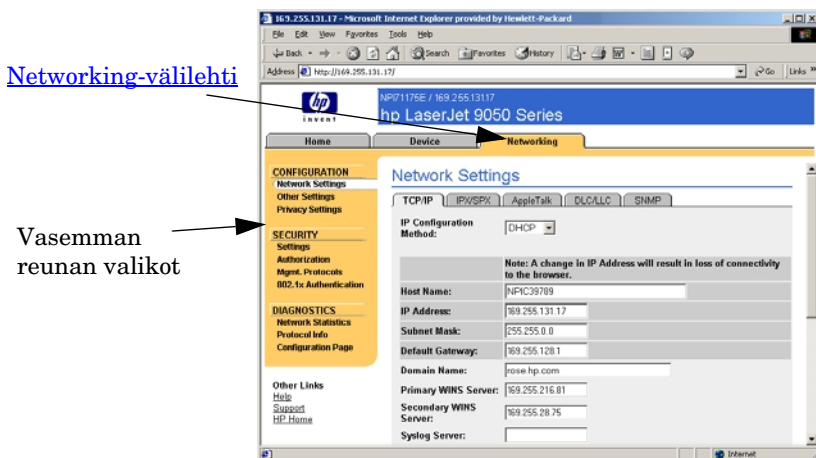 Networking-välilehti
Vasemman
reunan valikot
169.255.131.17 - Microsoft Internet Explorer provided by Hewlett-Packard
File Edit View Favorites Tools Help
Back Search Favorites History
Address http://169.255.131.17/ Go Links »
hp
invent
NPI71175E / 169.255.13117
hp LaserJet 9050 Series
Home Device Networking
CONFIGURATION
Network Settings
Other Settings
Privacy Settings
SECURITY
Settings
Authorization
Mgmt. Protocols
802.1x Authentication
DIAGNOSTICS
Network Statistics
Protocol Info
Configuration Page
Other Links
Help
Support
HP Home
Network Settings
TCP/IP IPX/SPX AppleTalk DLC/LLC SNMP
IP Configuration
Method: DHCP
Note: A change in IP Address will result in loss of connectivity
to the browser.
Host Name: NPIC39789
IP Address: 169.255.131.17
Subnet Mask: 255.255.0.0
Default Gateway: 169.255.128.1
Domain Name: rose.hp.com
Primary WINS Server: 169.255.216.81
Secondary WINS
Server: 169.255.28.75
Syslog Server:
Internet